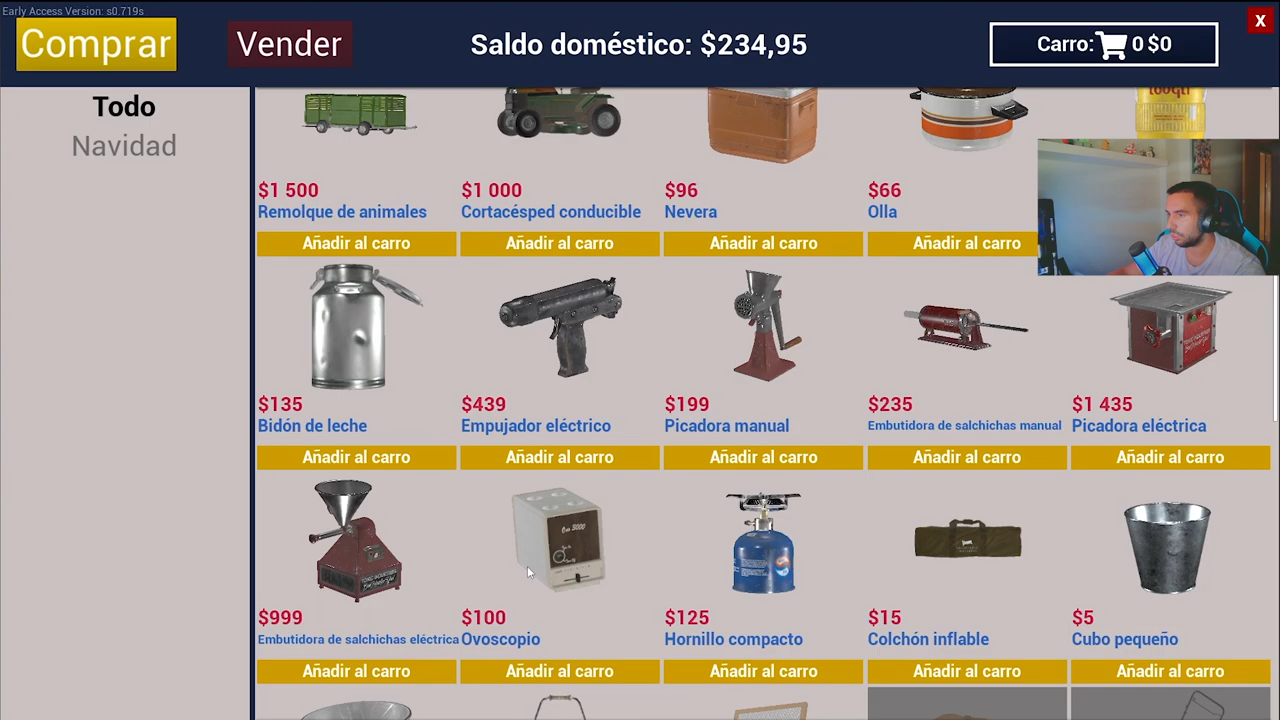 Early Access Version: s0.719s
Comprar
Vender
Saldo doméstico: $234,95
Carro: 0 $0
X
Todo
Navidad
$1 500
$1 000
$96
$66
Remolque de animales
Cortacésped conducible
Nevera
Olla
Añadir al carro
Añadir al carro
Añadir al carro
Añadir al carro
$135
$439
$199
$235
$1 435
Bidón de leche
Empujador eléctrico
Picadora manual
Embutidora de salchichas manual
Picadora eléctrica
Añadir al carro
Añadir al carro
Añadir al carro
Añadir al carro
Añadir al carro
$999
$100
$125
$15
$5
Embutidora de salchichas eléctrica
Ovoscopio
Hornillo compacto
Colchón inflable
Cubo pequeño
Añadir al carro
Añadir al carro
Añadir al carro
Añadir al carro
Añadir al carro